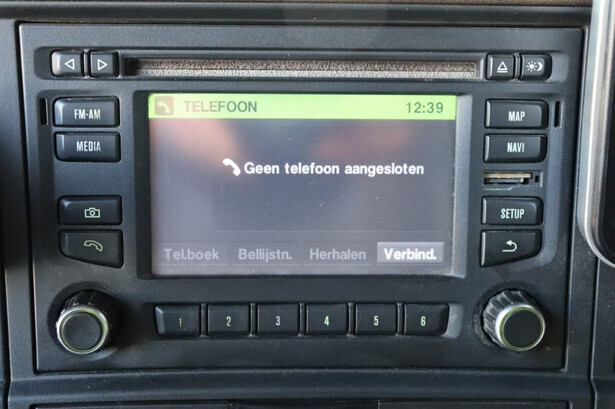 TELEFOON 12:39
Geen telefoon aangesloten
Tel.boek Bellijstn. Herhalen Verbind.
FM-AM
MEDIA
MAP
NAVI
SETUP
1 2 3 4 5 6